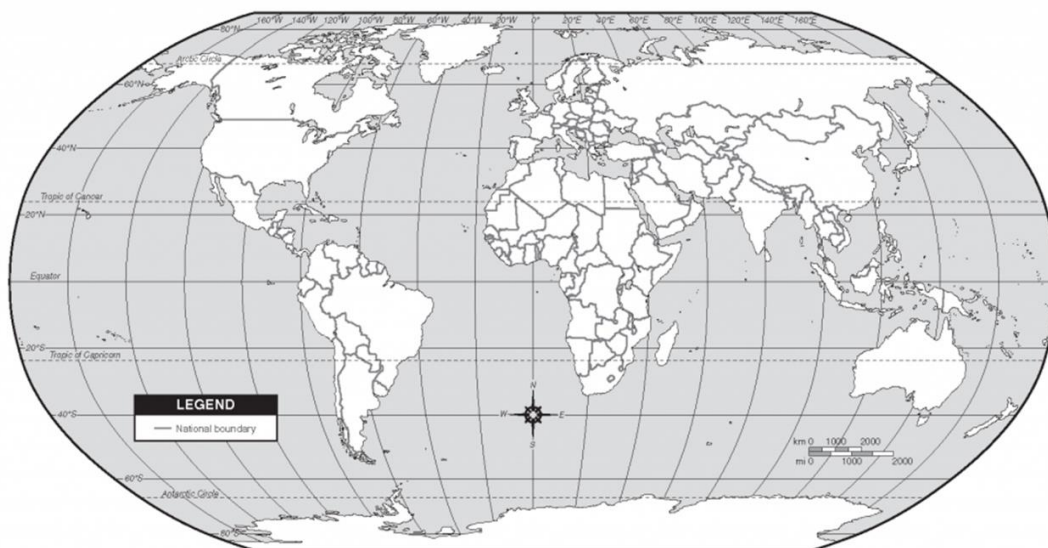 160°W 140°W 120°W 100°W 80°W 60°W 40°W 20°W 0° 20°E 40°E 60°E 80°E 100°E 120°E 140°E 160°E
80°N
Arctic Circle
60°N
40°N
Tropic of Cancer
20°N
Equator
20°S
Tropic of Capricorn
N
W E
S
LEGEND
National boundary
40°S
km 0 1000 2000
mi 0 1000 2000
60°S
Antarctic Circle
80°S